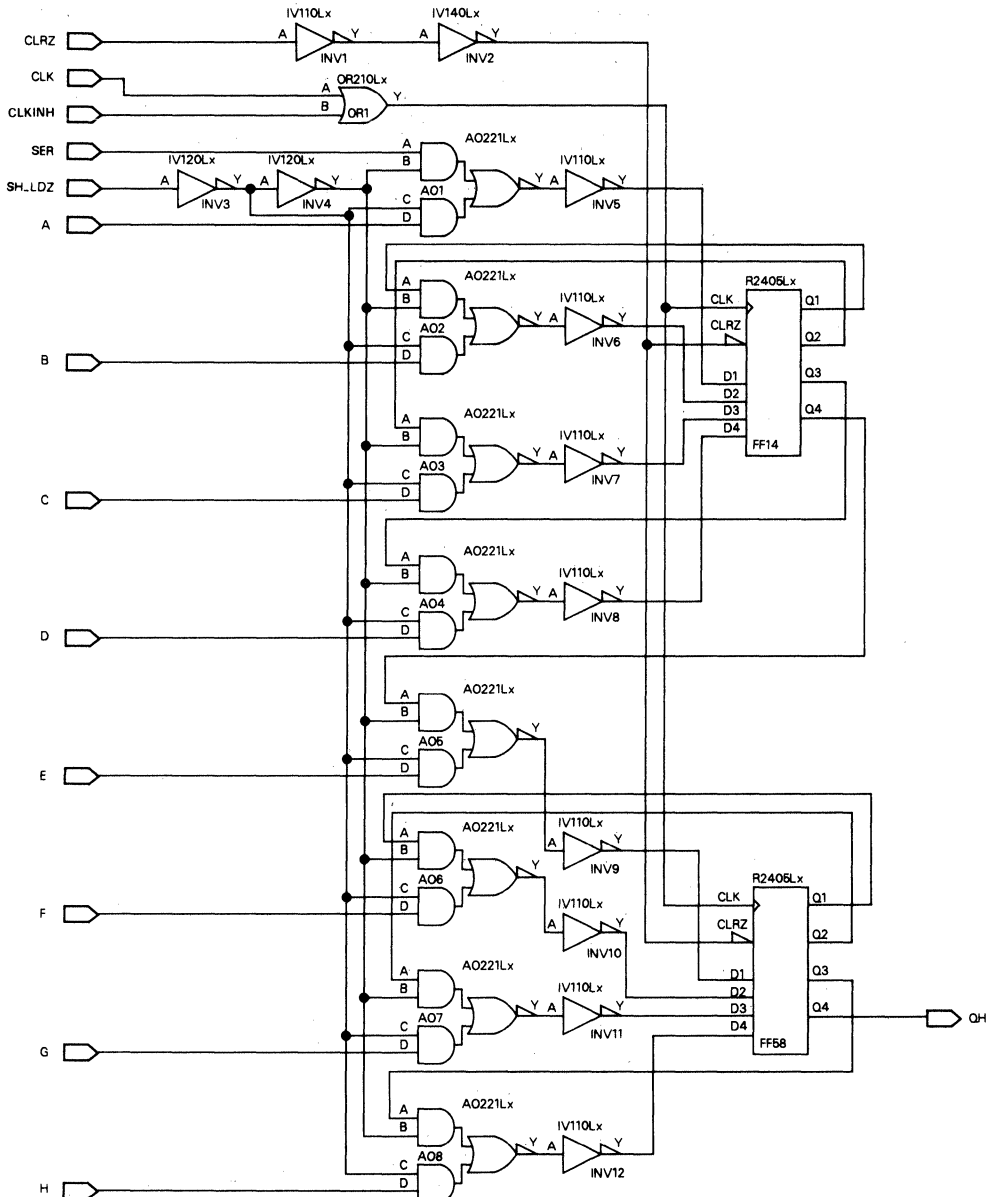 IV110Lx IV140Lx
CLRZ A Y A Y
INV1 INV2
CLK OR210Lx
A Y
CLKINH B OR1
SER A AO221Lx
IV120Lx IV120Lx B IV110Lx
SH_LDZ A Y A Y Y A Y
INV3 INV4 C AO1 INV5
A D
AO221Lx R2405Lx
A IV110Lx CLK Q1
B Y A Y
C AO2 INV6 CLRZ Q2
B D
D1 Q3
D2
AO221Lx D3 Q4
A IV110Lx D4
B FF14
Y A Y
C AO3 INV7
C D
AO221Lx
A IV110Lx
B
Y A Y
C AO4 INV8
D D
AO221Lx
A
B
Y
C AO5
E D
AO221Lx IV110Lx
A Y
B A
Y INV9 R2405Lx
C AO6 IV110Lx CLK Q1
F D
A Y CLRZ Q2
INV10
AO221Lx
A IV110Lx D1 Q3
B D2
Y A Y D3 Q4 QH
C AO7 INV11 D4
G D FF58
AO221Lx
A IV110Lx
B
Y A Y
C AO8 INV12
H D